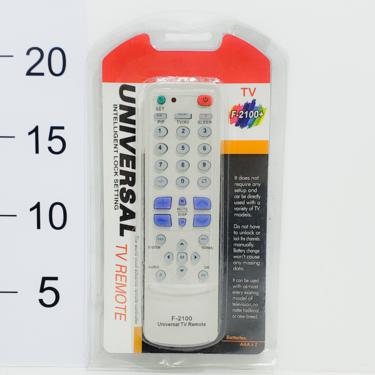 20
15
10
5
UNIVERSAL
INTELLIGENT LOCK SETTING
TV REMOTE
TV
F-2100+
SET
P/P TV/AV SLEEP
1 2 3
4 5 6
7 8 9
0
DISP
F-2100
Universal TV Remote
It does not
require any
setup and
can be directly
used with a
variety of TV
models.
Do not have
to unlock or
lock the channels
manually.
Battery change
won't cause
any missing
data.
It can be used
with almost
every existing
model of
television, no
matter traditional
or new breed.
Batteries:
AAA x 2